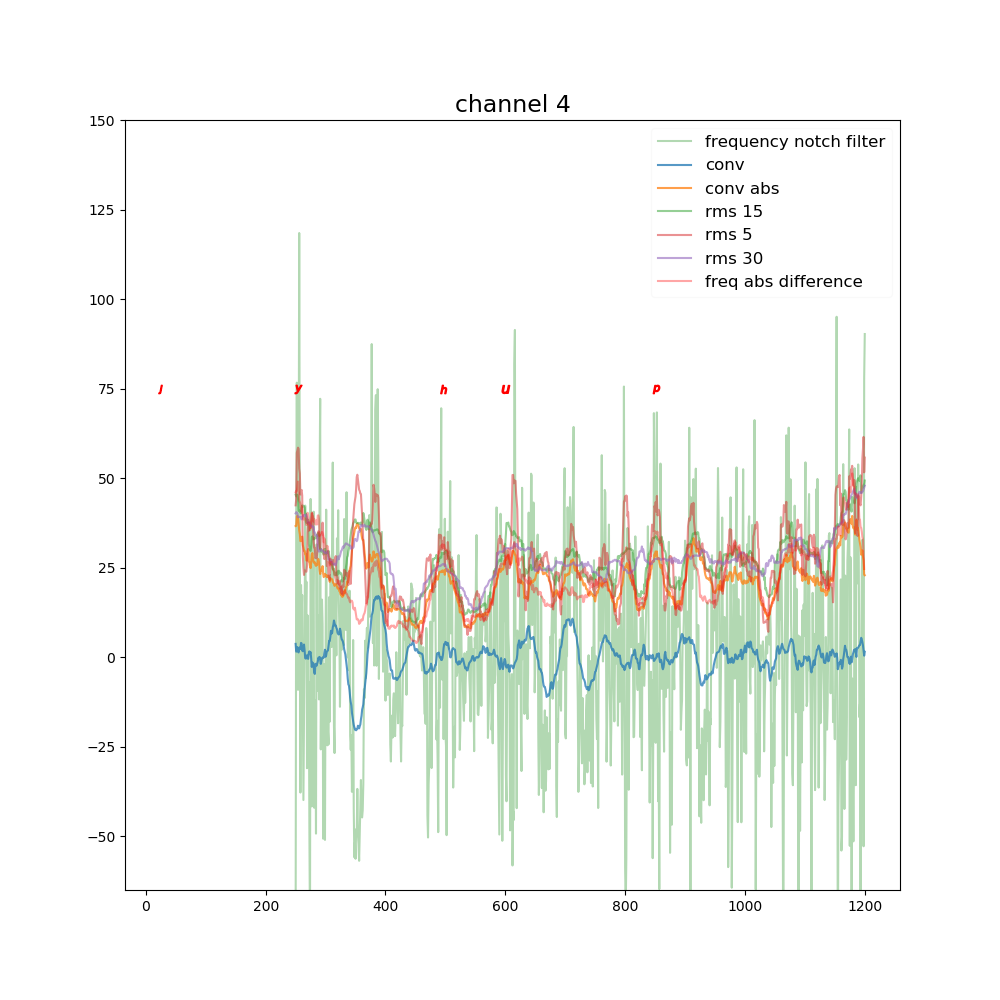 channel 4
150
125
100
75
50
25
0
−25
−50
frequency notch filter
conv
conv abs
rms 15
rms 5
rms 30
freq abs difference
j y h u p
0 200 400 600 800 1000 1200